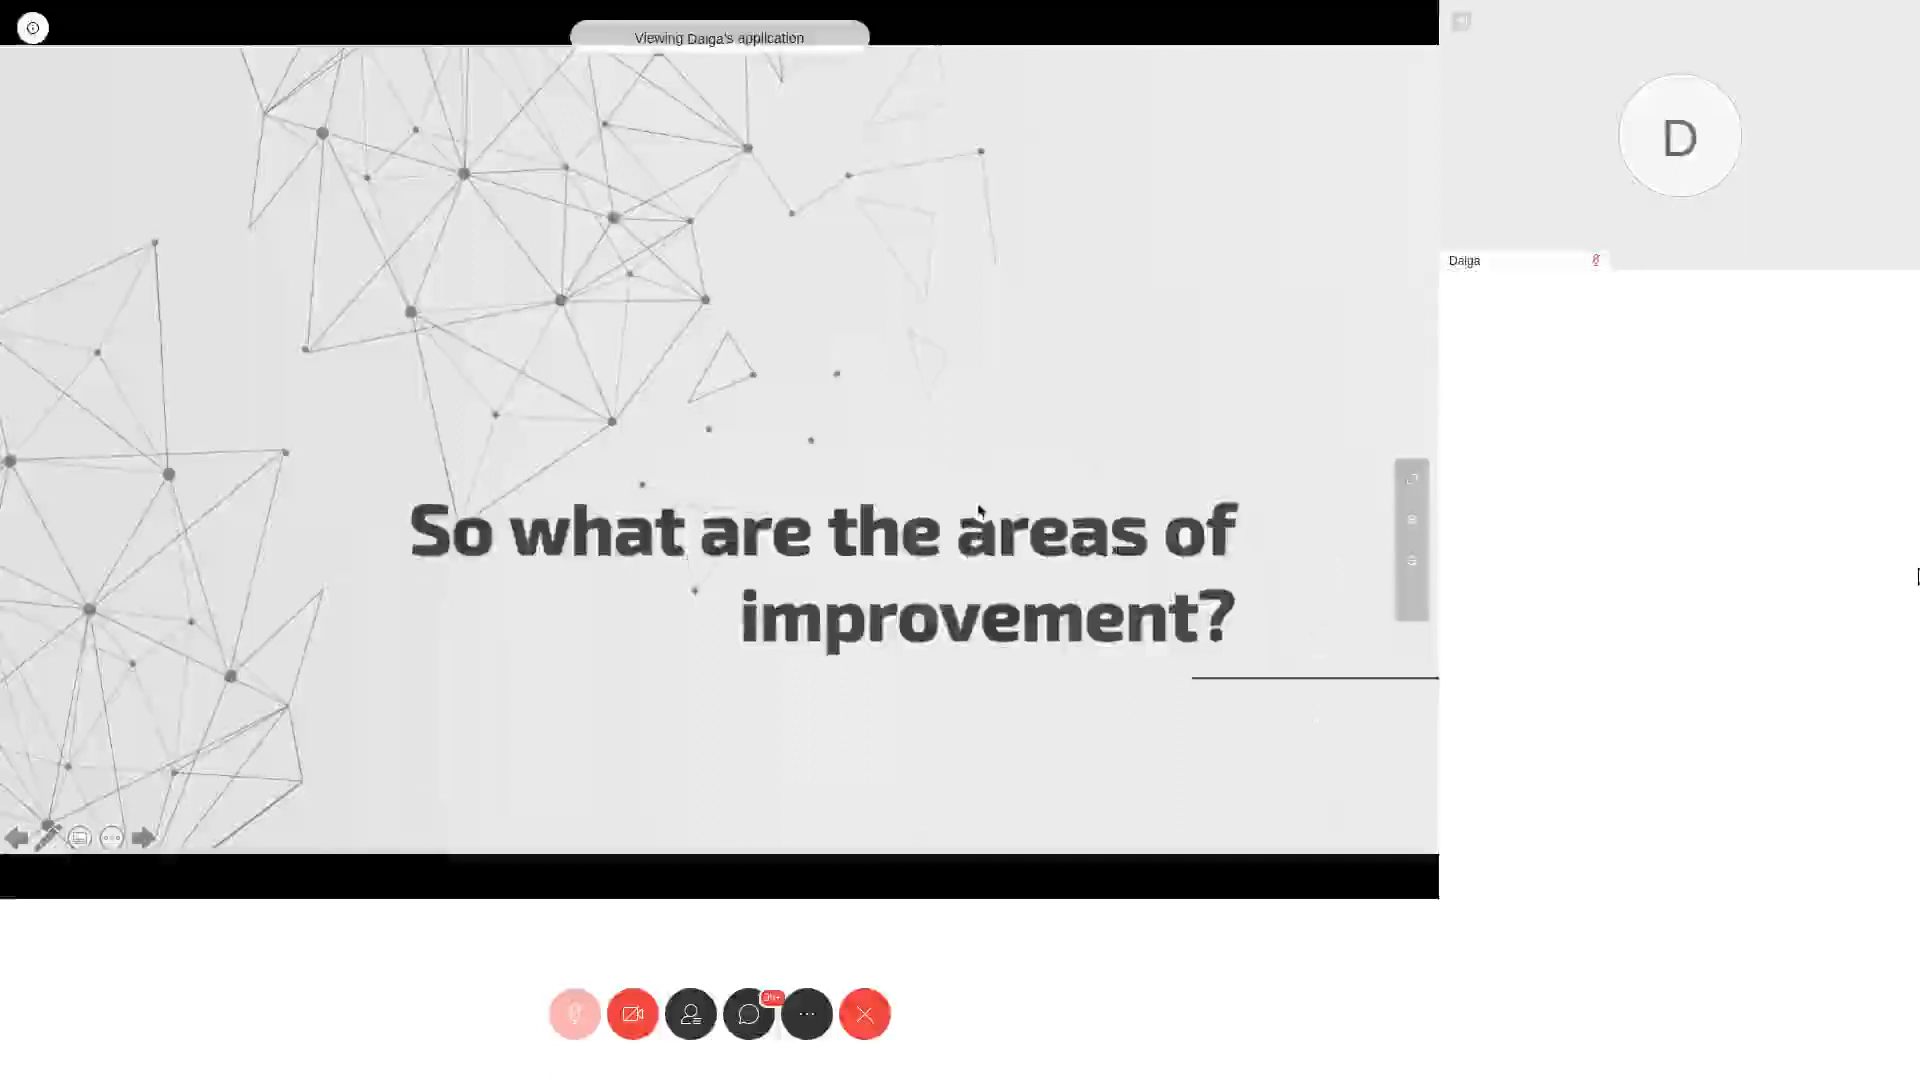 Viewing Daiga's application
D
Daiga
So what are the areas of
improvement?